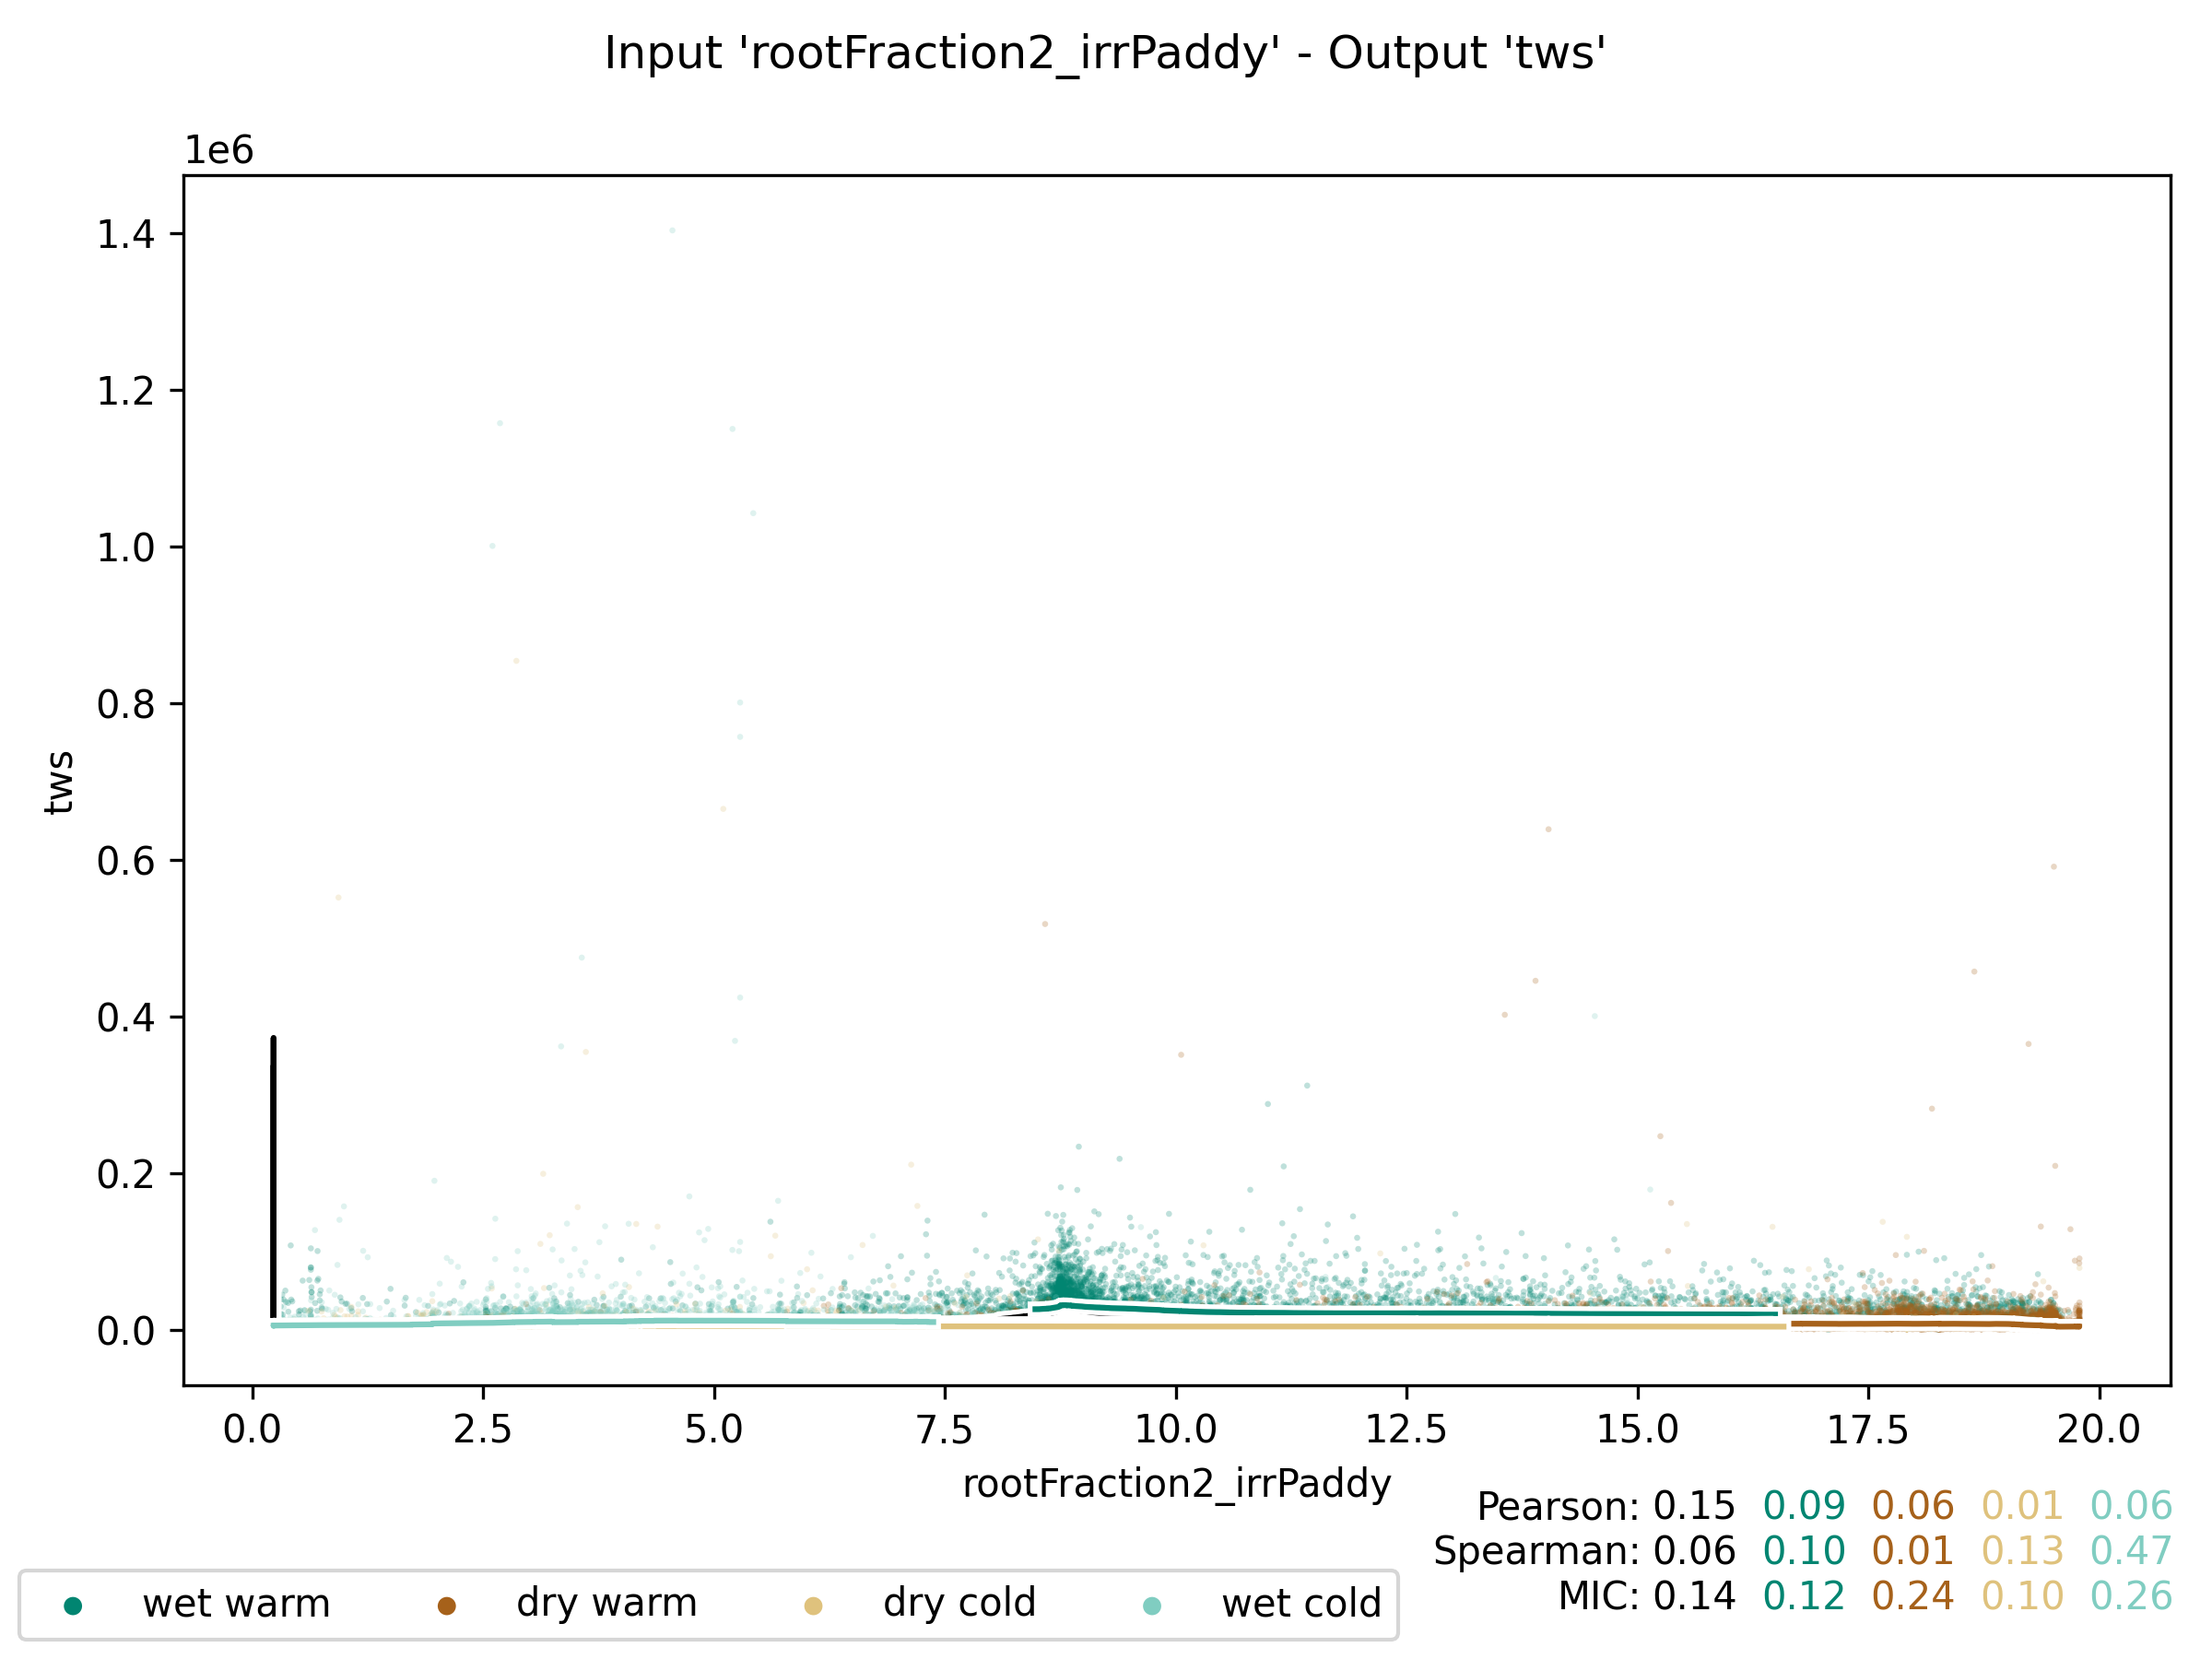 Input 'rootFraction2_irrPaddy' - Output 'tws'
1e6
1.4
1.2
1.0
0.8
tws
0.6
0.4
0.2
0.0
0.0 2.5 5.0 7.5 10.0 12.5 15.0 17.5 20.0
rootFraction2_irrPaddy
Pearson: 0.15 0.09 0.06 0.01 0.06
Spearman: 0.06 0.10 0.01 0.13 0.47
MIC: 0.14 0.12 0.24 0.10 0.26
wet warm dry warm dry cold wet cold